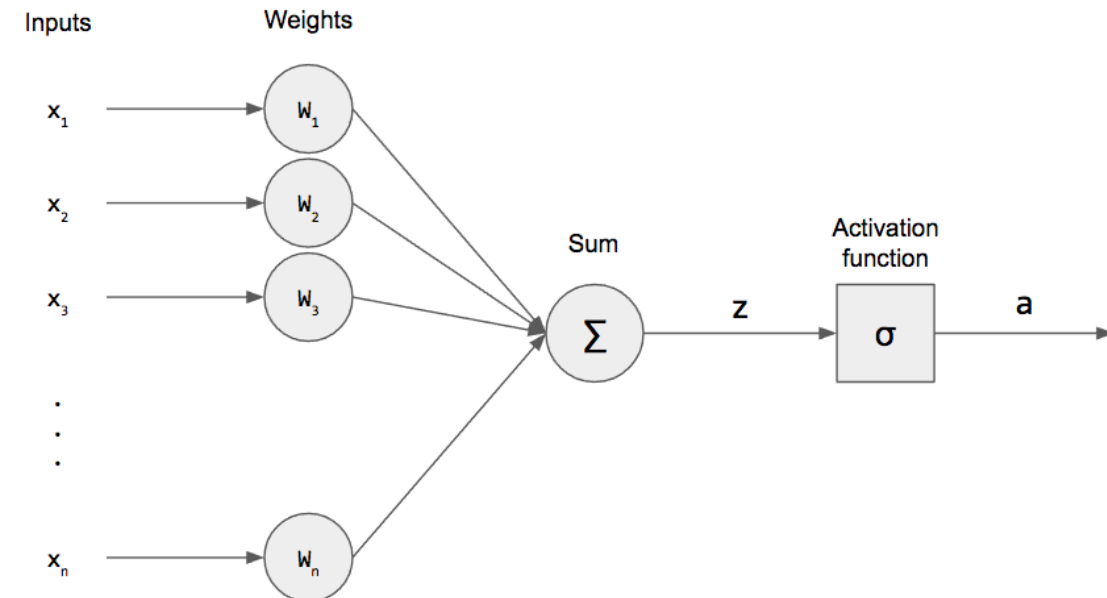 Inputs
Weights
x₁
W₁
x₂
W₂
x₃
W₃
Sum
Σ
z
Activation
function
σ
a
.
.
.
xₙ
Wₙ